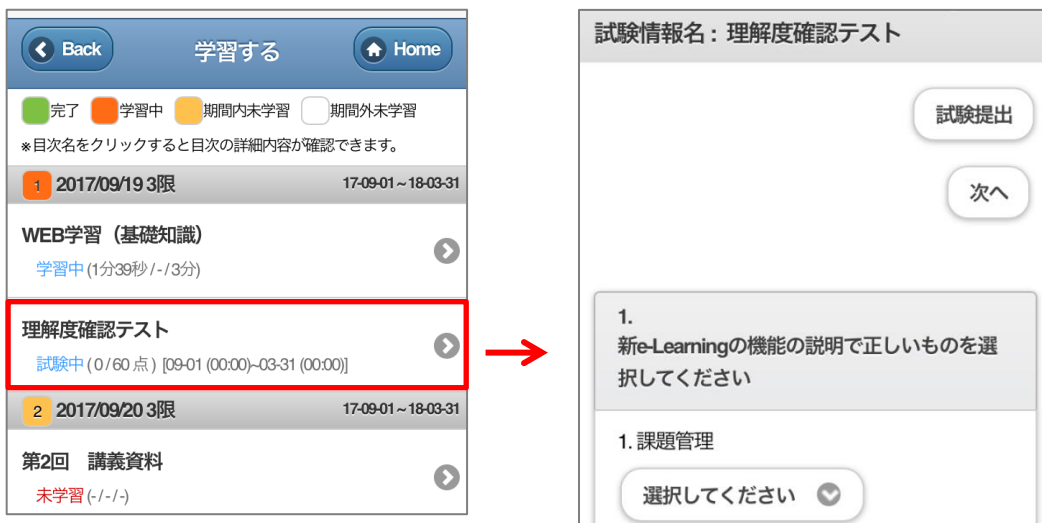 Back
学習する
Home
完了 学習中 期間内未学習 期間外未学習
※目次名をクリックすると目次の詳細内容が確認できます。
1 2017/09/19 3限 17-09-01 ~ 18-03-31
WEB学習（基礎知識）
学習中 (1分39秒 / - / 3分)
理解度確認テスト
試験中 ( 0 / 60 点 ) [09-01 (00:00)~03-31 (00:00)]
2 2017/09/20 3限 17-09-01 ~ 18-03-31
第2回　講義資料
未学習 (- / - / -)
試験情報名 : 理解度確認テスト
試験提出
次へ
1.
新e-Learningの機能の説明で正しいものを選
択してください
1. 課題管理
選択してください